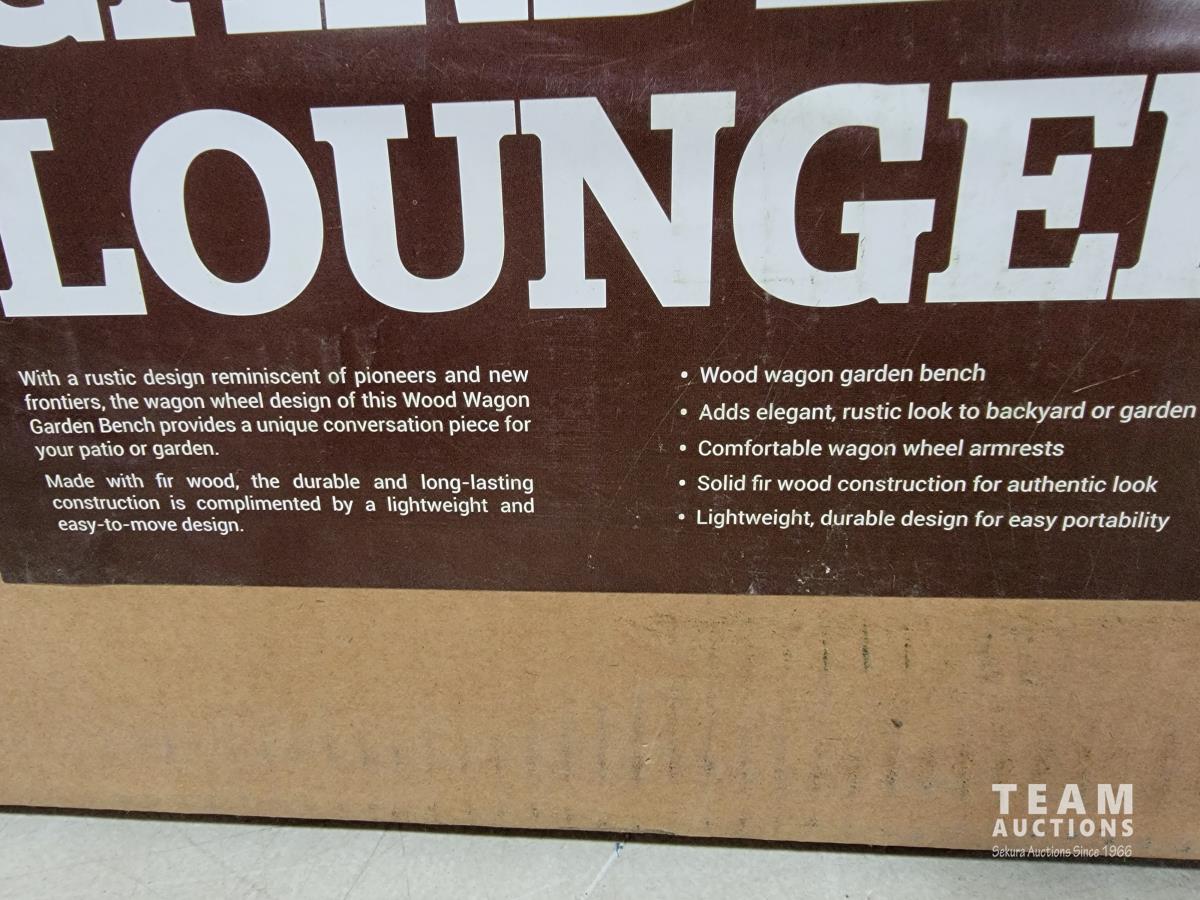 LOUNGE
With a rustic design reminiscent of pioneers and new
frontiers, the wagon wheel design of this Wood Wagon
Garden Bench provides a unique conversation piece for
your patio or garden.
Made with fir wood, the durable and long-lasting
construction is complimented by a lightweight and
easy-to-move design.
• Wood wagon garden bench
• Adds elegant, rustic look to backyard or garden
• Comfortable wagon wheel armrests
• Solid fir wood construction for authentic look
• Lightweight, durable design for easy portability
TEAM
AUCTIONS
Sekura Auctions Since 1966